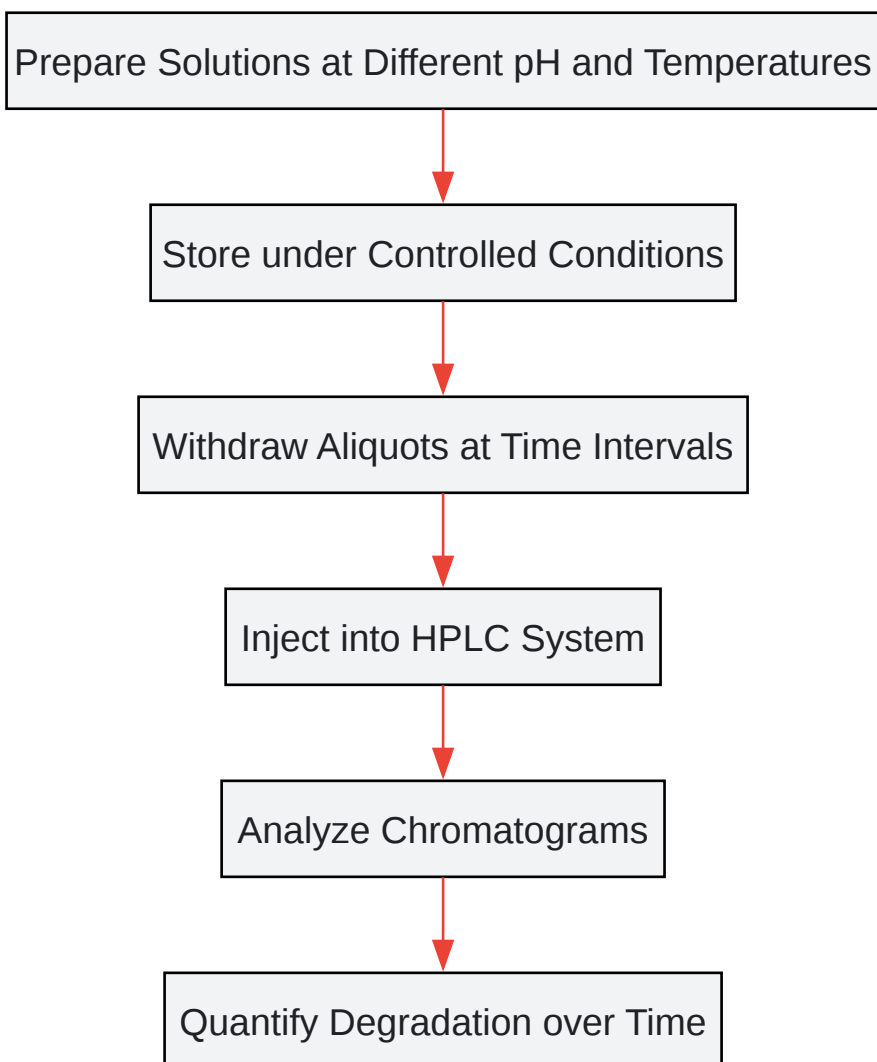 Prepare Solutions at Different pH and Temperatures
Store under Controlled Conditions
Withdraw Aliquots at Time Intervals
Inject into HPLC System
Analyze Chromatograms
Quantify Degradation over Time